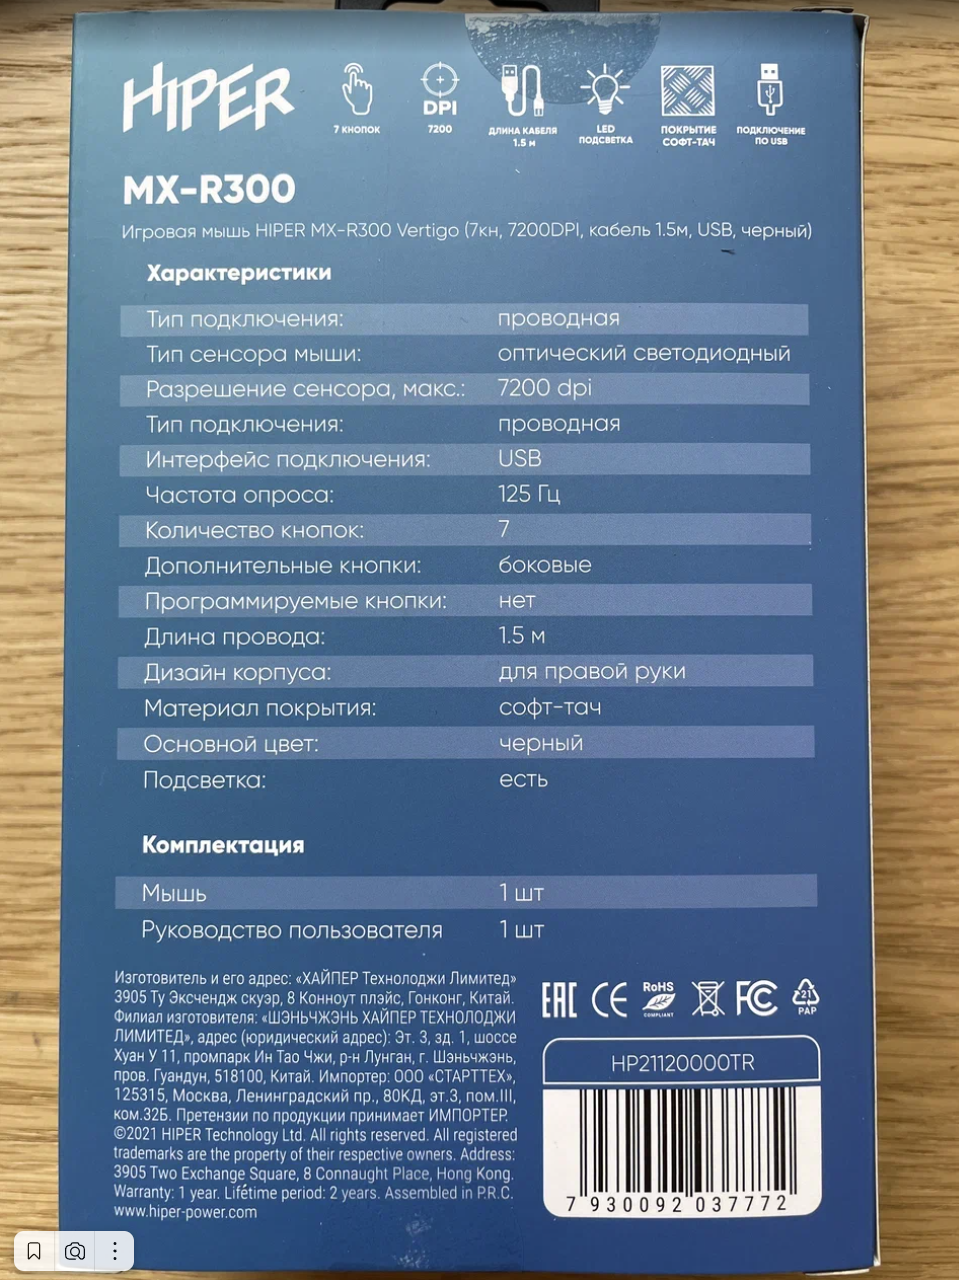 HIPER
7 КНОПОК
DPI
7200
ДЛИНА КАБЕЛЯ
1.5 м
LED
ПОДСВЕТКА
ПОКРЫТИЕ
СОФТ-ТАЧ
ПОДКЛЮЧЕНИЕ
ПО USB
MX-R300
Игровая мышь HIPER MX-R300 Vertigo (7кн, 7200DPI, кабель 1.5м, USB, черный)
Характеристики
Тип подключения: проводная
Тип сенсора мыши: оптический светодиодный
Разрешение сенсора, макс.: 7200 dpi
Тип подключения: проводная
Интерфейс подключения: USB
Частота опроса: 125 Гц
Количество кнопок: 7
Дополнительные кнопки: боковые
Программируемые кнопки: нет
Длина провода: 1.5 м
Дизайн корпуса: для правой руки
Материал покрытия: софт-тач
Основной цвет: черный
Подсветка: есть
Комплектация
Мышь 1 шт
Руководство пользователя 1 шт
Изготовитель и его адрес: «ХАЙПЕР Технолоджи Лимитед»
3905 Ту Эксчендж скуэр, 8 Конноут плэйс, Гонконг, Китай.
Филиал изготовителя: «ШЭНЬЧЖЭНЬ ХАЙПЕР ТЕХНОЛОДЖИ
ЛИМИТЕД», адрес (юридический адрес): Эт. 3, зд. 1, шоссе
Хуан У 11, промпарк Ин Тао Чжи, р-н Лунган, г. Шэньчжэнь,
пров. Гуандун, 518100, Китай. Импортер: ООО «СТАРТТЕХ»,
125315, Москва, Ленинградский пр., 80КД, эт.3, пом.III,
ком.32Б. Претензии по продукции принимает ИМПОРТЕР.
©2021 HIPER Technology Ltd. All rights reserved. All registered
trademarks are the property of their respective owners. Address:
3905 Two Exchange Square, 8 Connaught Place, Hong Kong.
Warranty: 1 year. Lifetime period: 2 years. Assembled in P.R.C.
www.hiper-power.com
EAC CE RoHS COMPLIANT FC 21 PAP
HP21120000TR
7 930092 037772